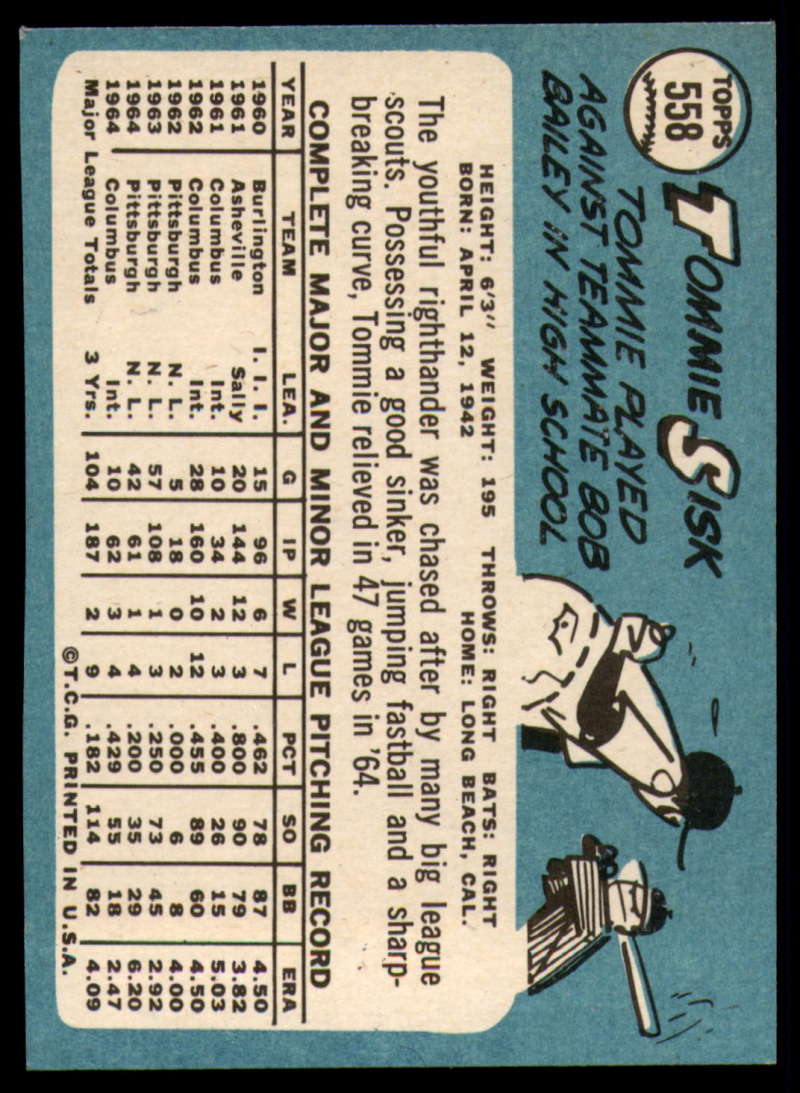 TOPPS
558
TOMMIE SISK
TOMMIE PLAYED
AGAINST TEAMMATE BOB
BAILEY IN HIGH SCHOOL
HEIGHT: 6'3" WEIGHT: 195 THROWS: RIGHT BATS: RIGHT
BORN: APRIL 12, 1942 HOME: LONG BEACH, CAL.
The youthful righthander was chased after by many big league
scouts. Possessing a good sinker, jumping fastball and a sharp-
breaking curve, Tommie relieved in 47 games in '64.
COMPLETE MAJOR AND MINOR LEAGUE PITCHING RECORD
YEAR TEAM LEA. G IP W L PCT SO BB ERA
1960 Burlington I. I. I. 15 96 6 7 .462 78 87 4.50
1961 Asheville Sally 20 144 12 3 .800 90 79 3.82
1961 Columbus Int. 10 34 2 3 .400 26 15 5.03
1962 Columbus Int. 28 160 10 12 .455 89 60 4.50
1962 Pittsburgh N. L. 5 18 0 2 .000 6 8 4.00
1963 Pittsburgh N. L. 57 108 1 3 .250 73 45 2.92
1964 Pittsburgh N. L. 42 61 1 4 .200 35 29 6.20
1964 Columbus Int. 10 62 3 4 .429 55 18 2.47
Major League Totals 3 Yrs. 104 187 2 9 .182 114 82 4.09
©T.C.G. PRINTED IN U.S.A.